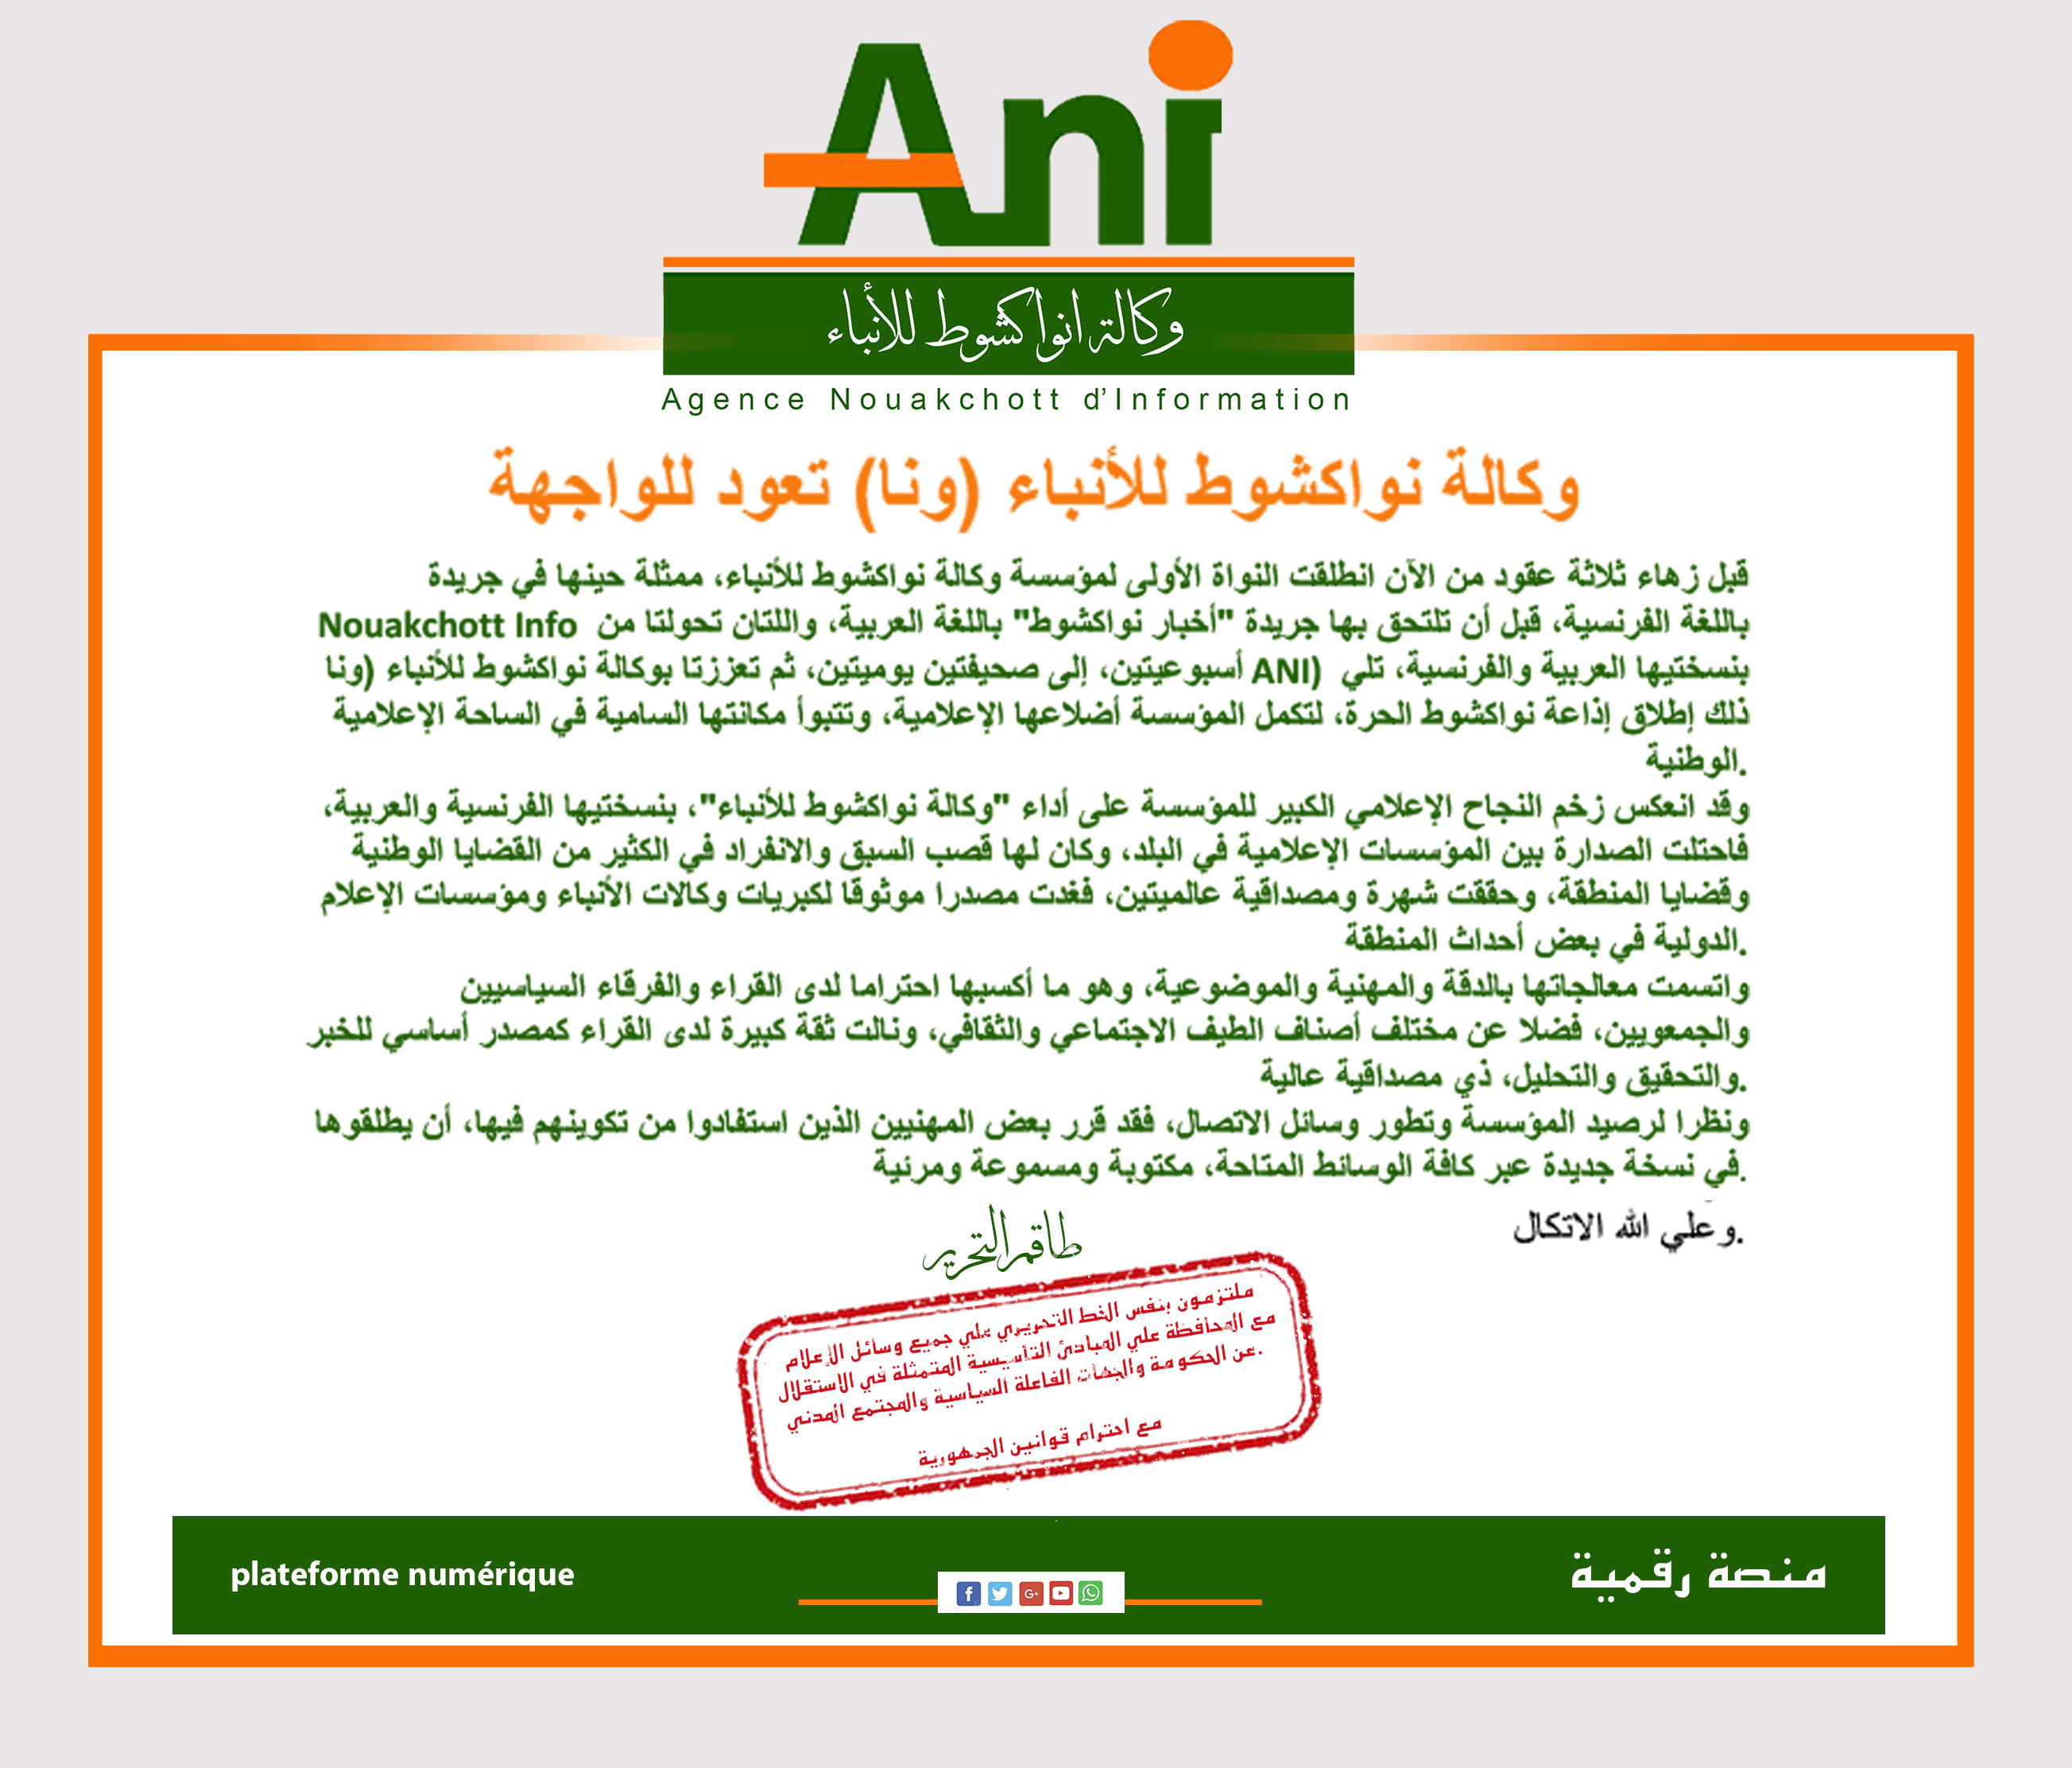 Ani
وكالة انواكشوط للأنباء
Agence Nouakchott d'Information
وكالة نواكشوط للأنباء (ونا) تعود للواجهة
قبل زهاء ثلاثة عقود من الآن انطلقت النواة الأولى لمؤسسة وكالة نواكشوط للأنباء، ممثلة حينها في جريدة
باللغة الفرنسية، قبل أن تلتحق بها جريدة "أخبار نواكشوط" باللغة العربية، واللتان تحولتا من Nouakchott Info
بنسختيها العربية والفرنسية، تلي (ANI أسبوعيتين، إلى صحيفتين يوميتين، ثم تعززتا بوكالة نواكشوط للأنباء (ونا
ذلك إطلاق إذاعة نواكشوط الحرة، لتكمل المؤسسة أضلاعها الإعلامية، وتتبوأ مكانتها السامية في الساحة الإعلامية
.الوطنية
وقد انعكس زخم النجاح الإعلامي الكبير للمؤسسة على أداء "وكالة نواكشوط للأنباء"، بنسختيها الفرنسية والعربية،
فاحتلت الصدارة بين المؤسسات الإعلامية في البلد، وكان لها قصب السبق والانفراد في الكثير من القضايا الوطنية
وقضايا المنطقة، وحققت شهرة ومصداقية عالميتين، فغدت مصدرا موثوقا لكبريات وكالات الأنباء ومؤسسات الإعلام
.الدولية في بعض أحداث المنطقة
واتسمت معالجاتها بالدقة والمهنية والموضوعية، وهو ما أكسبها احتراما لدى القراء والفرقاء السياسيين
والجمعويين، فضلا عن مختلف أصناف الطيف الاجتماعي والثقافي، ونالت ثقة كبيرة لدى القراء كمصدر أساسي للخبر
.والتحقيق والتحليل، ذي مصداقية عالية
ونظرا لرصيد المؤسسة وتطور وسائل الاتصال، فقد قرر بعض المهنيين الذين استفادوا من تكوينهم فيها، أن يطلقوها
.في نسخة جديدة عبر كافة الوسائط المتاحة، مكتوبة ومسموعة ومرئية
.وعلي الله الاتكال
طاقم التحرير
ملتزمون بنفس الخط التحريري علي جميع وسائل الإعلام
مع المحافظة علي المبادئ التأسيسية المتمثلة في الاستقلال
.عن الحكومة والجهات الفاعلة السياسية والمجتمع المدني
مع احترام قوانين الجمهورية
plateforme numérique
منصة رقمية